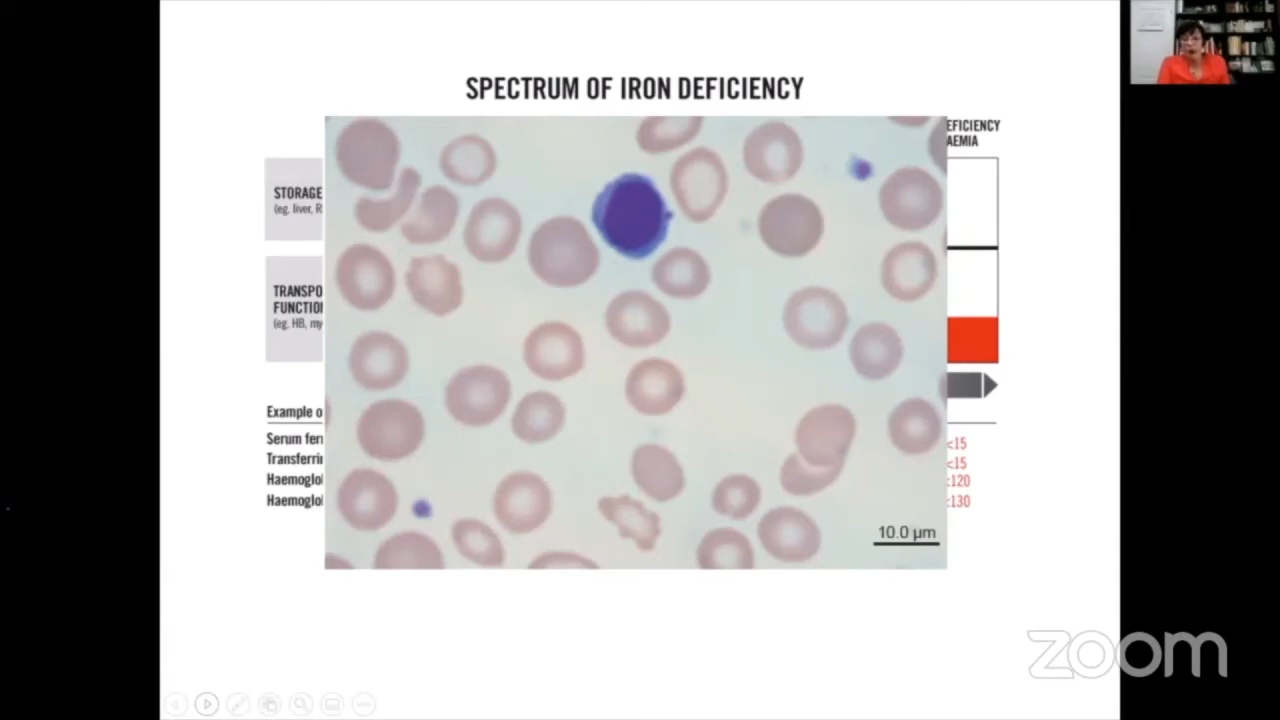 SPECTRUM OF IRON DEFICIENCY
EFICIENCY
AEMIA
STORAGE
(eg. liver, R
TRANSPO
FUNCTIO
(eg. HB, my
Example o
Serum fer
<15
Transferri
<15
Haemoglo
:120
Haemoglo
:130
10.0 µm
zoom